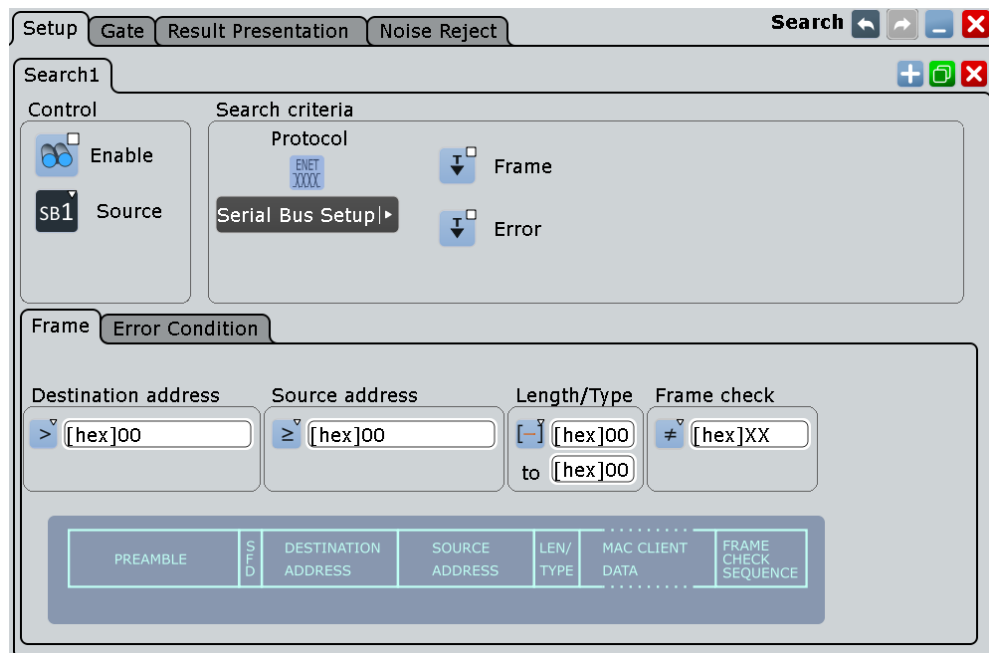 Setup Gate Result Presentation Noise Reject Search
Search1
Control Search criteria
Protocol
ENET
XXXX
Enable Frame
SB1 Source Serial Bus Setup
Error
Frame Error Condition
Destination address Source address Length/Type Frame check
> [hex]00 ≥ [hex]00 [–] [hex]00 ≠ [hex]XX
to [hex]00
PREAMBLE SFD DESTINATION ADDRESS SOURCE ADDRESS LEN/ TYPE MAC CLIENT DATA FRAME CHECK SEQUENCE